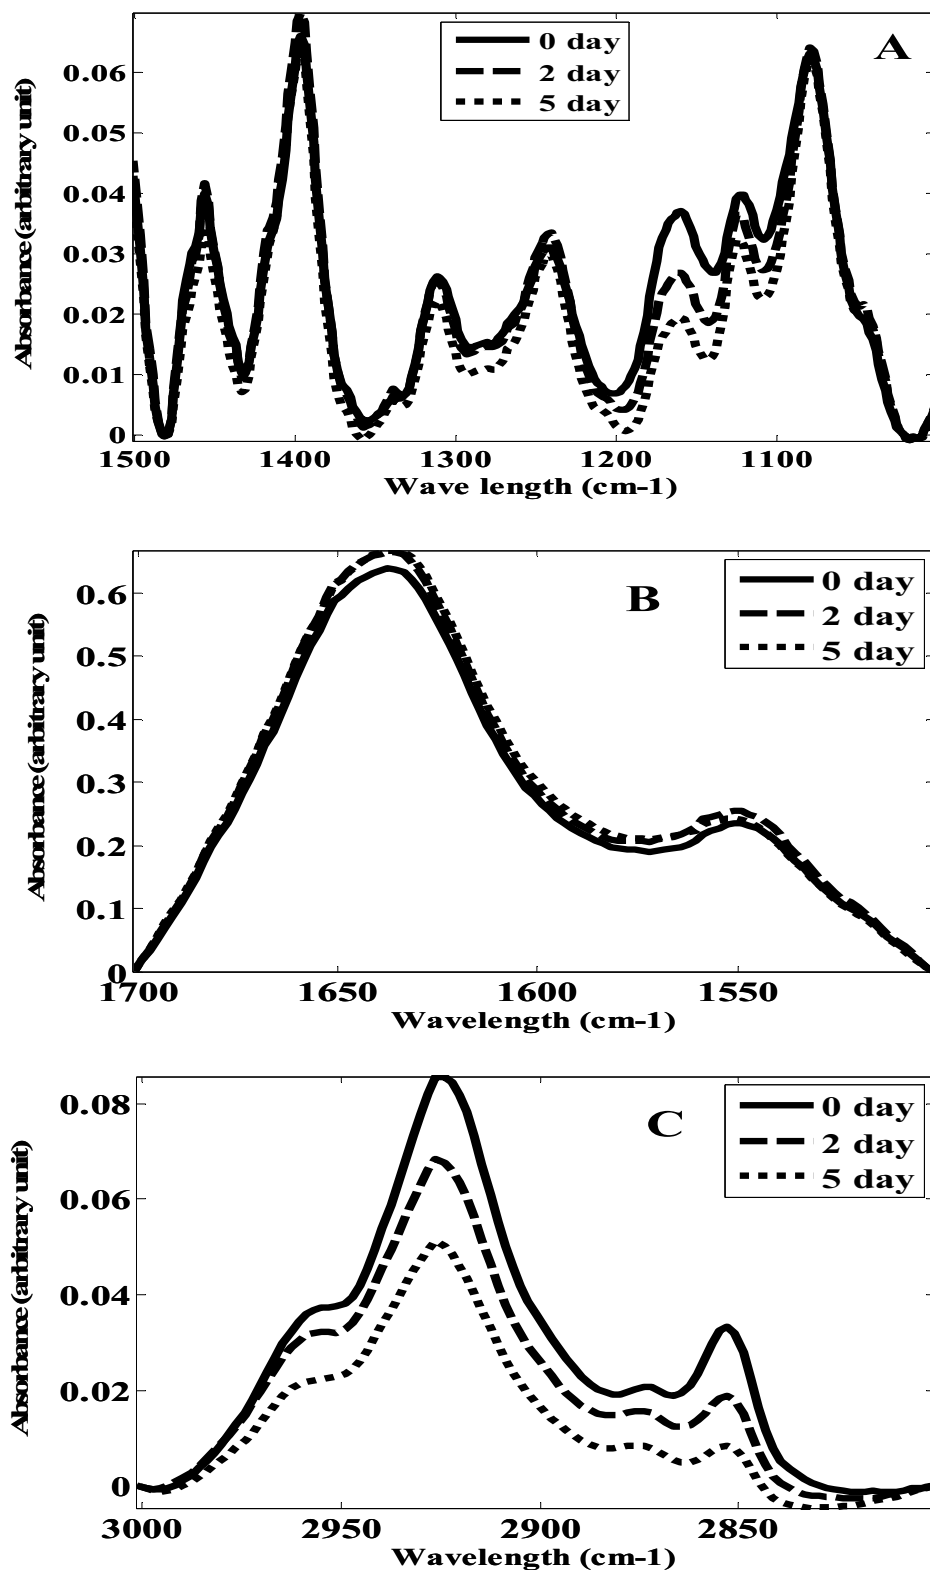 A
0 day
2 day
5 day
Absorbance (arbitrary unit)
0.06
0.05
0.04
0.03
0.02
0.01
0
1500 1400 1300 1200 1100
Wave length (cm-1)
B
0 day
2 day
5 day
Absorbance (arbitrary unit)
0.6
0.5
0.4
0.3
0.2
0.1
0
1700 1650 1600 1550
Wavelength (cm-1)
C
0 day
2 day
5 day
Absorbance (arbitrary unit)
0.08
0.06
0.04
0.02
0
3000 2950 2900 2850
Wavelength (cm-1)